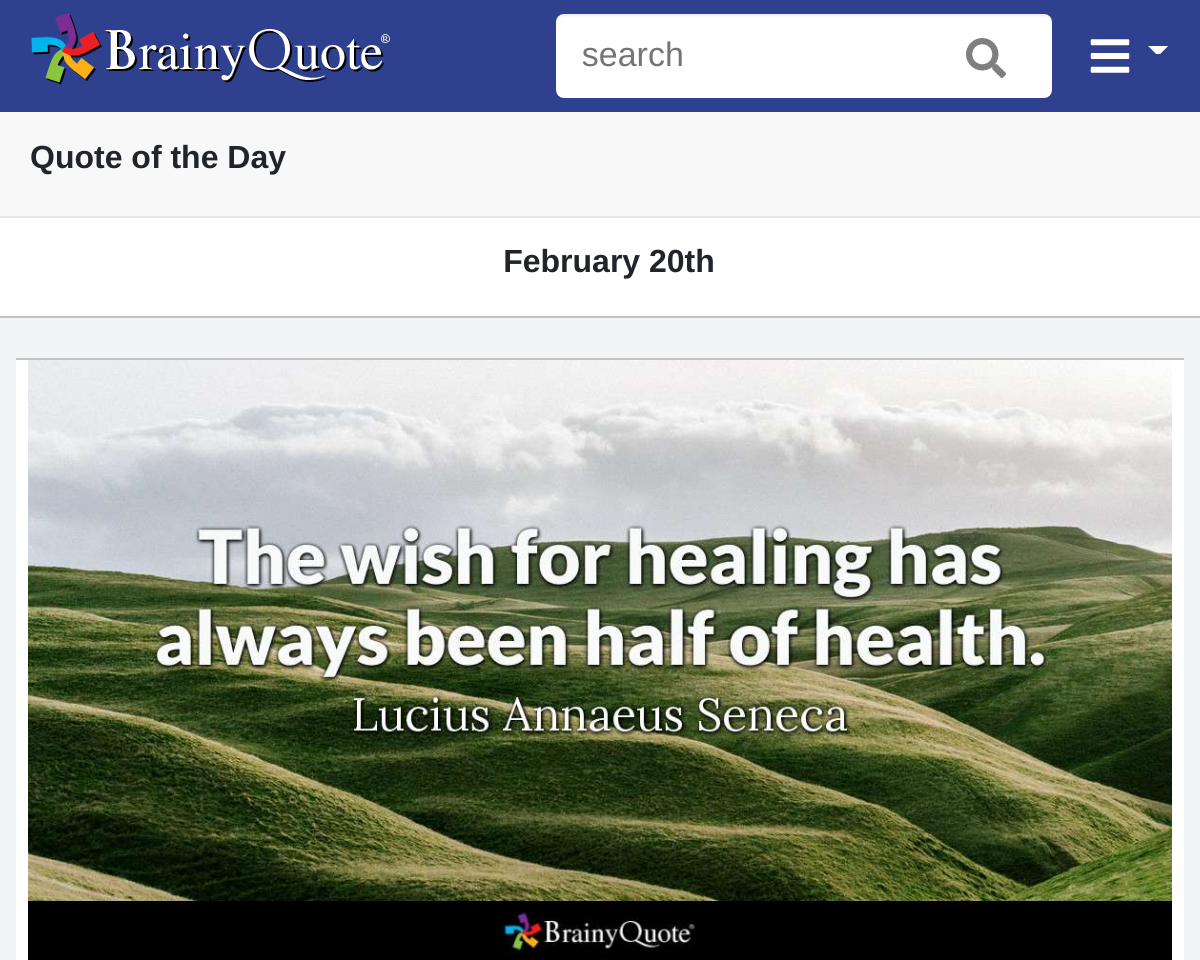 BrainyQuote®
search
Quote of the Day
February 20th
The wish for healing has
always been half of health.
Lucius Annaeus Seneca
BrainyQuote®